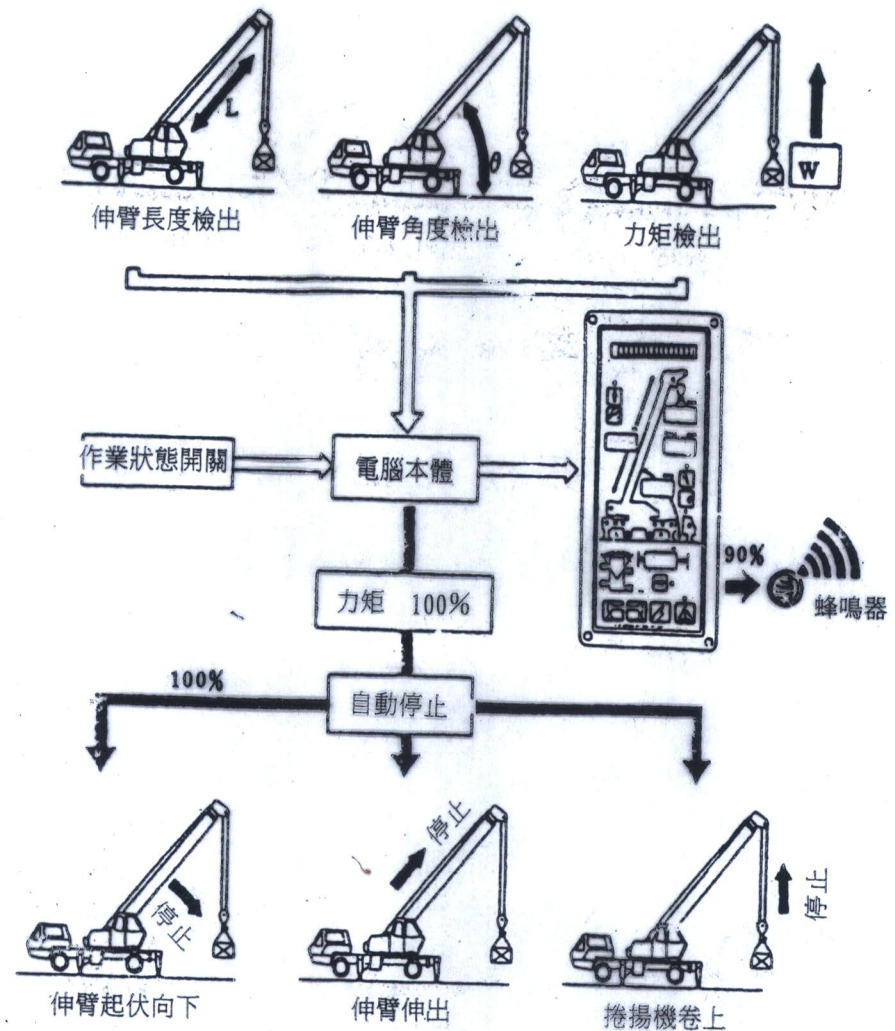 L
θ
W
伸臂長度檢出
伸臂角度檢出
力矩檢出
作業狀態開關
電腦本體
90%
蜂鳴器
力矩 100%
100%
自動停止
停止
停止
停止
伸臂起伏向下
伸臂伸出
捲揚機卷上